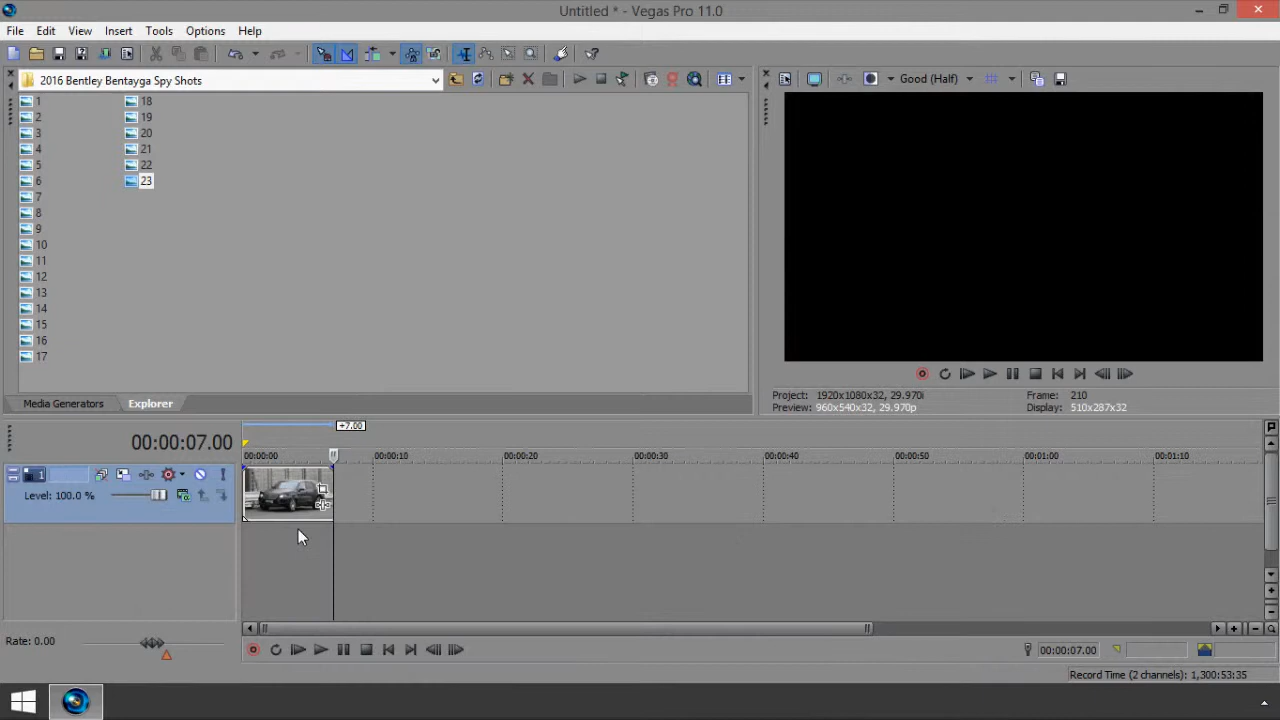 Untitled * - Vegas Pro 11.0
File Edit View Insert Tools Options Help
2016 Bentley Bentayga Spy Shots
Good (Half)
1 18
2 19
3 20
4 21
5 22
6 23
7
8
9
10
11
12
13
14
15
16
17
Media Generators Explorer
Project: 1920x1080x32, 29.970i Frame: 210
Preview: 960x540x32, 29.970p Display: 510x287x32
00:00:07.00
+7.00
00:00:00 00:00:10 00:00:20 00:00:30 00:00:40 00:00:50 00:01:00 00:01:10
1
Level: 100.0 %
Rate: 0.00
00:00:07.00
Record Time (2 channels): 1,300:53:35